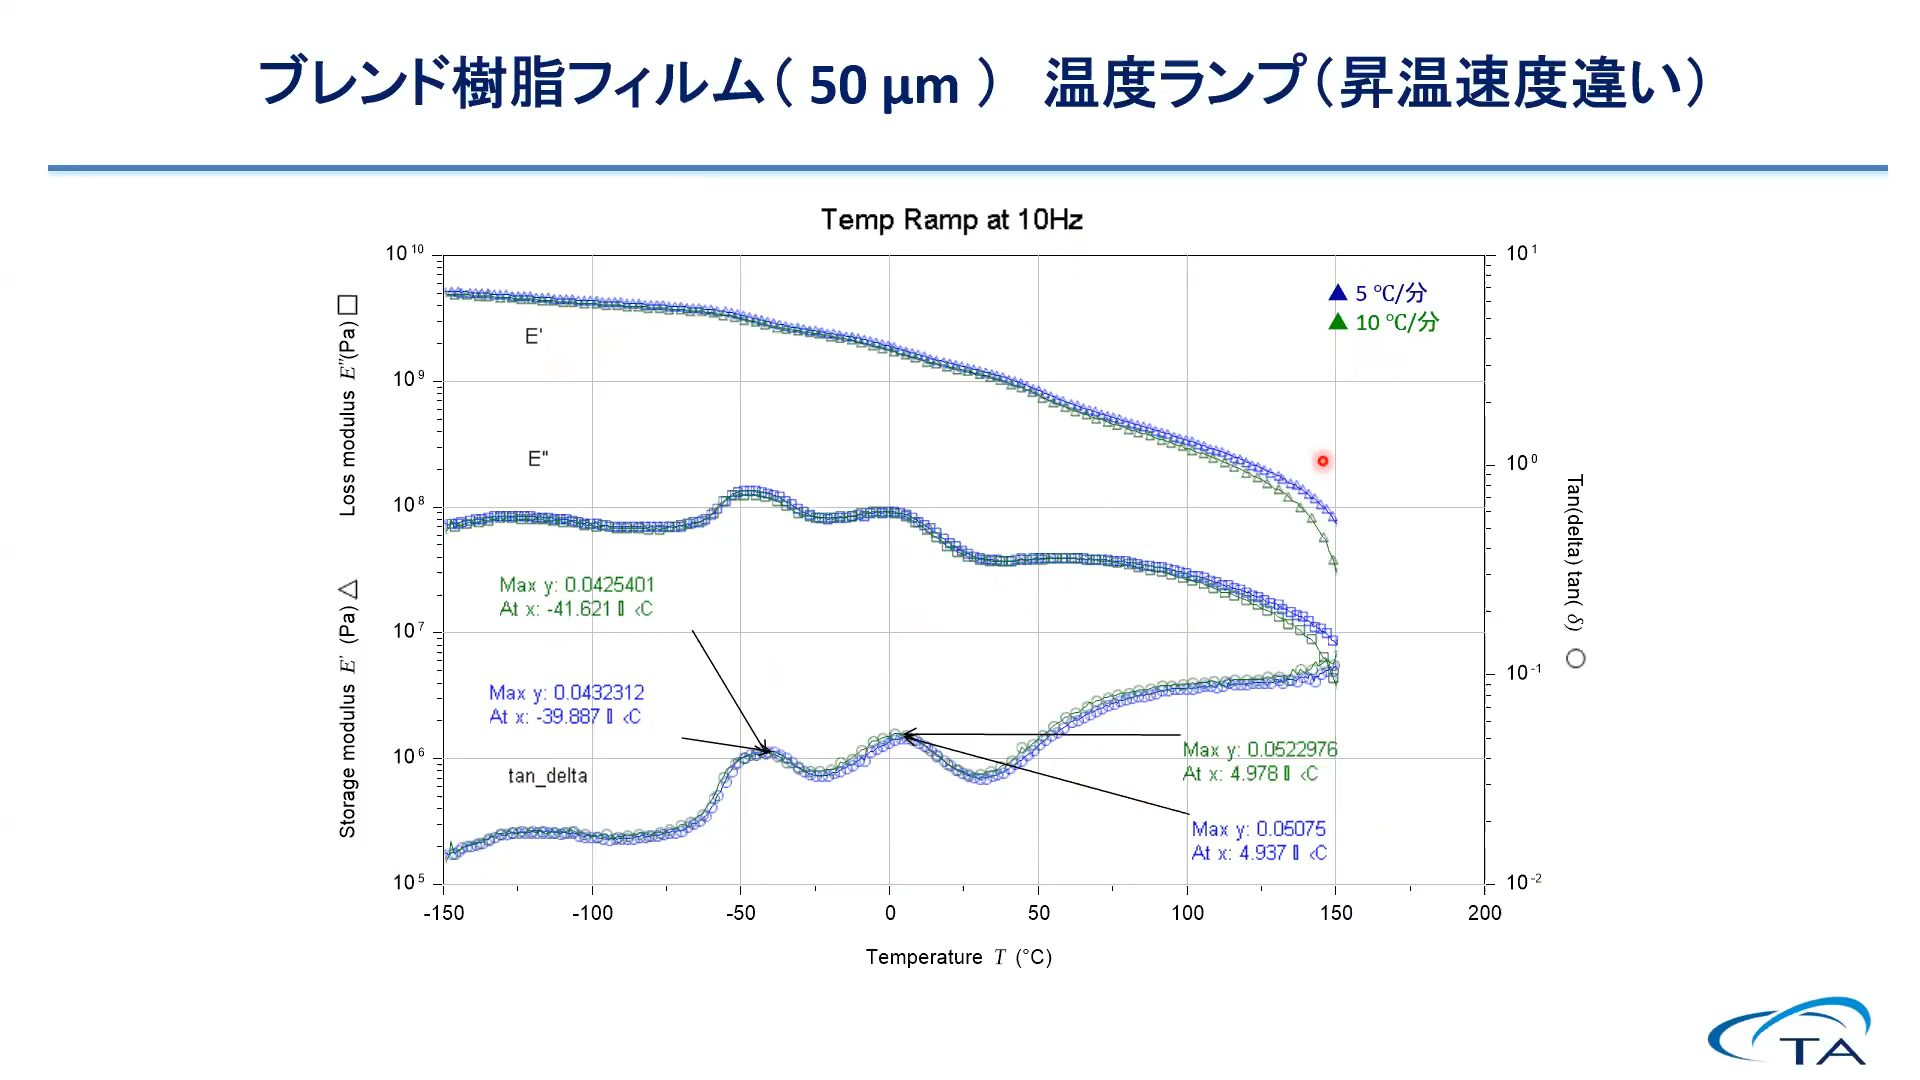 ブレンド樹脂フィルム( 50 µm ) 温度ランプ(昇温速度違い)
Temp Ramp at 10Hz
Loss modulus E''(Pa) □
Storage modulus E' (Pa) △
10^10
10^9
10^8
10^7
10^6
10^5
E'
E"
tan_delta
▲ 5 ℃/分
▲ 10 ℃/分
Max y: 0.0425401
At x: -41.621 ▯ ‹C
Max y: 0.0432312
At x: -39.887 ▯ ‹C
Max y: 0.0522976
At x: 4.978 ▯ ‹C
Max y: 0.05075
At x: 4.937 ▯ ‹C
10^1
10^0
10^-1
10^-2
Tan(delta) tan( δ) ○
-150 -100 -50 0 50 100 150 200
Temperature T (°C)
TA